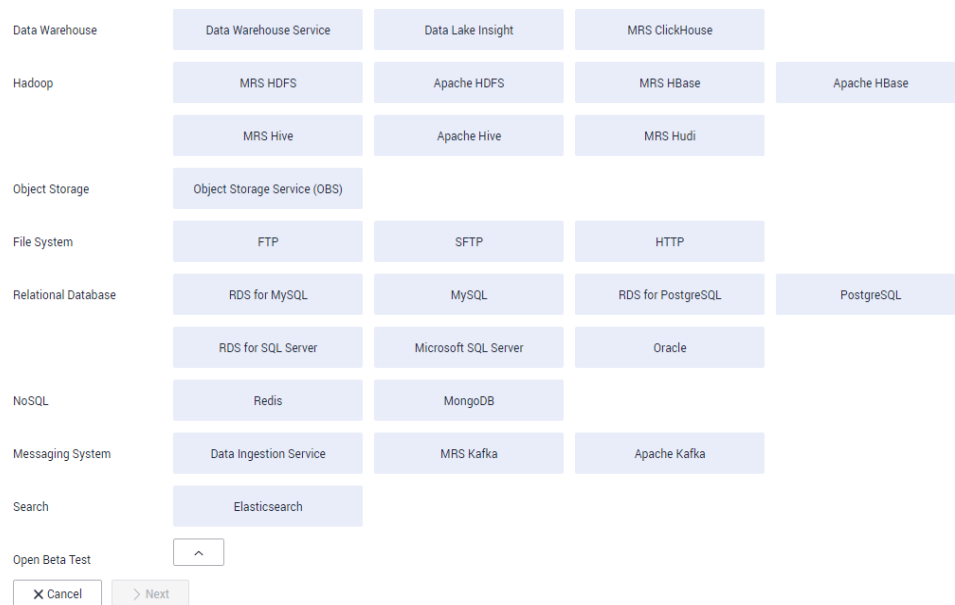 Data Warehouse Data Warehouse Service Data Lake Insight MRS ClickHouse
Hadoop MRS HDFS Apache HDFS MRS HBase Apache HBase
MRS Hive Apache Hive MRS Hudi
Object Storage Object Storage Service (OBS)
File System FTP SFTP HTTP
Relational Database RDS for MySQL MySQL RDS for PostgreSQL PostgreSQL
RDS for SQL Server Microsoft SQL Server Oracle
NoSQL Redis MongoDB
Messaging System Data Ingestion Service MRS Kafka Apache Kafka
Search Elasticsearch
Open Beta Test
Cancel Next